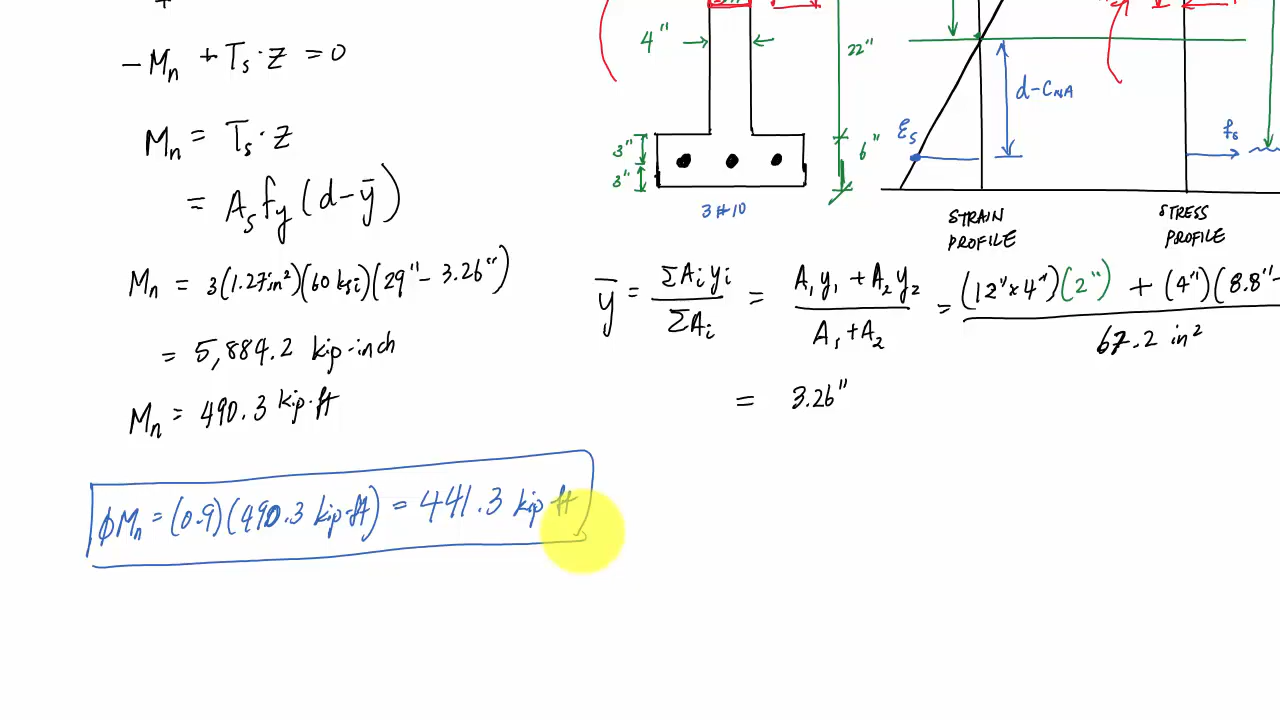 -Mₙ + Tₛ·z = 0
Mₙ = Tₛ·z
= Aₛ f_y (d-ȳ)
Mₙ = 3(1.27in²)(60 ksi)(29"- 3.26")
= 5,884.2 kip-inch
Mₙ = 490.3 kip·ft
ϕMₙ = (0.9)(490.3 kip·ft) = 441.3 kip·ft
4"
22"
3"
3"
6"
3#10
d-C_NA
εₛ
fₛ
STRAIN
PROFILE
STRESS
PROFILE
ȳ = ΣAᵢyᵢ / ΣAᵢ = A₁y₁ + A₂y₂ / A₁+A₂ = (12"x4")(2") + (4")(8.8"- / 67.2 in²
= 3.26"